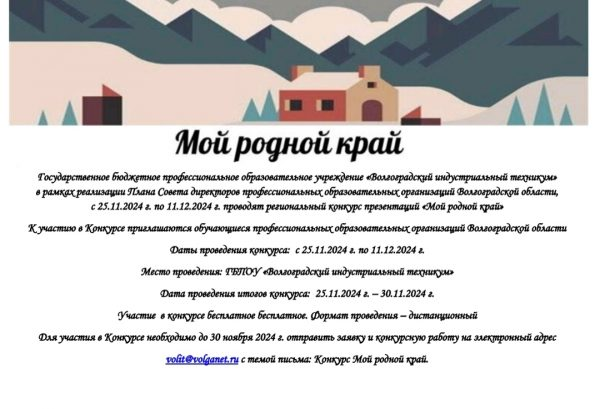 Мой родной край
Государственное бюджетное профессиональное образовательное учреждение «Волгоградский индустриальный техникум»
в рамках реализации Плана Совета директоров профессиональных образовательных организаций Волгоградской области,
с 25.11.2024 г. по 11.12.2024 г. проводят региональный конкурс презентаций «Мой родной край»
К участию в Конкурсе приглашаются обучающиеся профессиональных образовательных организаций Волгоградской области
Даты проведения конкурса: с 25.11.2024 г. по 11.12.2024 г.
Место проведения: ГБПОУ «Волгоградский индустриальный техникум»
Дата проведения итогов конкурса: 25.11.2024 г. – 30.11.2024 г.
Участие в конкурсе бесплатное бесплатное. Формат проведения – дистанционный
Для участия в Конкурсе необходимо до 30 ноября 2024 г. отправить заявку и конкурсную работу на электронный адрес
volit@volganet.ru с темой письма: Конкурс Мой родной край.